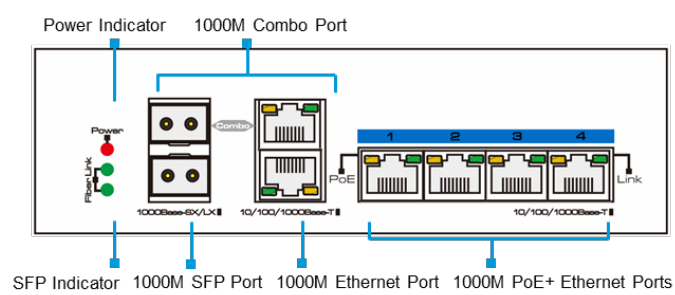 Power Indicator
1000M Combo Port
Power
Combo
Fiber Link
1 2 3 4
PoE
Link
1000Base-SX/LX
10/100/1000Base-T
10/100/1000Base-T
SFP Indicator
1000M SFP Port
1000M Ethernet Port
1000M PoE+ Ethernet Ports